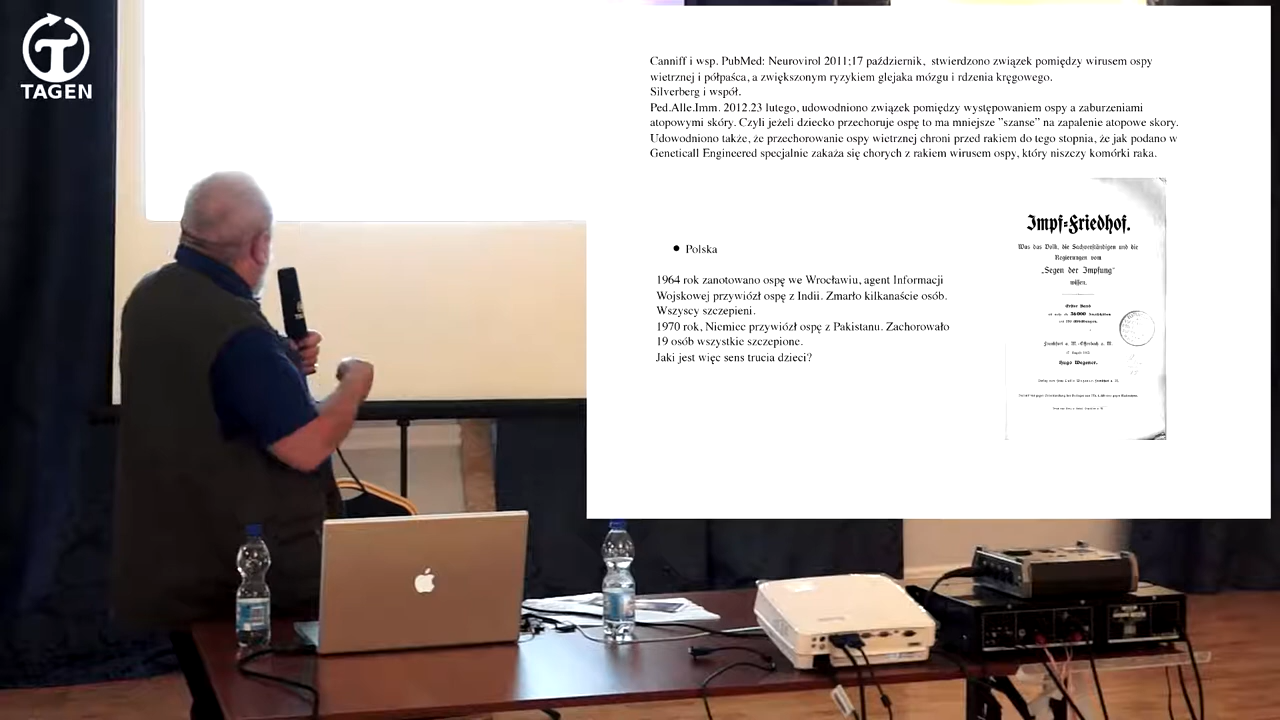 TAGEN
Canniff i wsp. PubMed: Neurovirol 2011;17 październik, stwierdzono związek pomiędzy wirusem ospy
wietrznej i półpaśca, a zwiększonym ryzykiem glejaka mózgu i rdzenia kręgowego.
Silverberg i współ.
Ped.Alle.Imm. 2012.23 lutego, udowodniono związek pomiędzy występowaniem ospy a zaburzeniami
atopowymi skóry. Czyli jeżeli dziecko przechoruje ospę to ma mniejsze ”szanse” na zapalenie atopowe skory.
Udowodniono także, że przechorowanie ospy wietrznej chroni przed rakiem do tego stopnia, że jak podano w
Geneticall Engineered specjalnie zakaża się chorych z rakiem wirusem ospy, który niszczy komórki raka.
• Polska
1964 rok zanotowano ospę we Wrocławiu, agent Informacji
Wojskowej przywiózł ospę z Indii. Zmarło kilkanaście osób.
Wszyscy szczepieni.
1970 rok, Niemiec przywiózł ospę z Pakistanu. Zachorowało
19 osób wszystkie szczepione.
Jaki jest więc sens trucia dzieci?
Impf=Friedhof.
Was das Volk, die Sachverständigen und die
Regierungen vom
„Segen der Impfung“
wissen.
Erster Band
Frankfurt a. M.
Hugo Wegener.